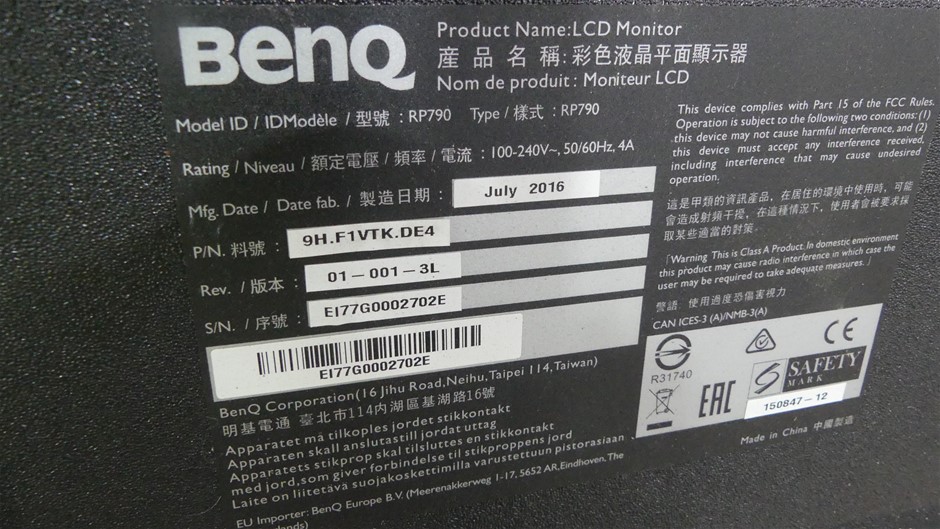 BenQ
Product Name:LCD Monitor
產 品 名 稱: 彩色液晶平面顯示器
Nom de produit : Moniteur LCD
Model ID / IDModèle / 型號 : RP790 Type / 樣式 : RP790
Rating / Niveau / 額定電壓 / 頻率 / 電流 : 100-240V~, 50/60Hz, 4A
Mfg. Date / Date fab. / 製造日期 : July 2016
P/N. 料號 : 9H.F1VTK.DE4
Rev. / 版本 : 01-001-3L
S/N. / 序號 : EI77G0002702E
EI77G0002702E
BenQ Corporation(16 Jihu Road,Neihu,Taipei 114,Taiwan)
明基電通 臺北市114內湖區基湖路16號
Apparatet må tilkoples jordet stikkontakt
Apparaten skall anslutastill jordat uttag
Apparatets stikprop skal tilsluttes en stikkontakt
med jord,som giver forbindelse til stikproppens jord
Laite on liitetävä suojakoskettimilla varustettuun pistorasiaan
EU Importer: BenQ Europe B.V. (Meerenakkerweg 1-17, 5652 AR,Eindhoven, The
This device complies with Part 15 of the FCC Rules.
Operation is subject to the following two conditions: (1)
this device may not cause harmful interference, and (2)
this device must accept any interference received,
including interference that may cause undesired
operation.
這是甲類的資訊產品，在居住的環境中使用時，可能
會造成射頻干擾，在這種情況下，使用者會被要求採
取某些適當的對策。
「Warning This is Class A Product. In domestic environment
this product may cause radio interference in which case the
user may be required to take adequate measures.」
警語 使用過度恐傷害視力
CAN ICES-3 (A)/NMB-3(A)
R31740
CE
EAC
SAFETY
MARK
150847-12
Made in China 中國製造